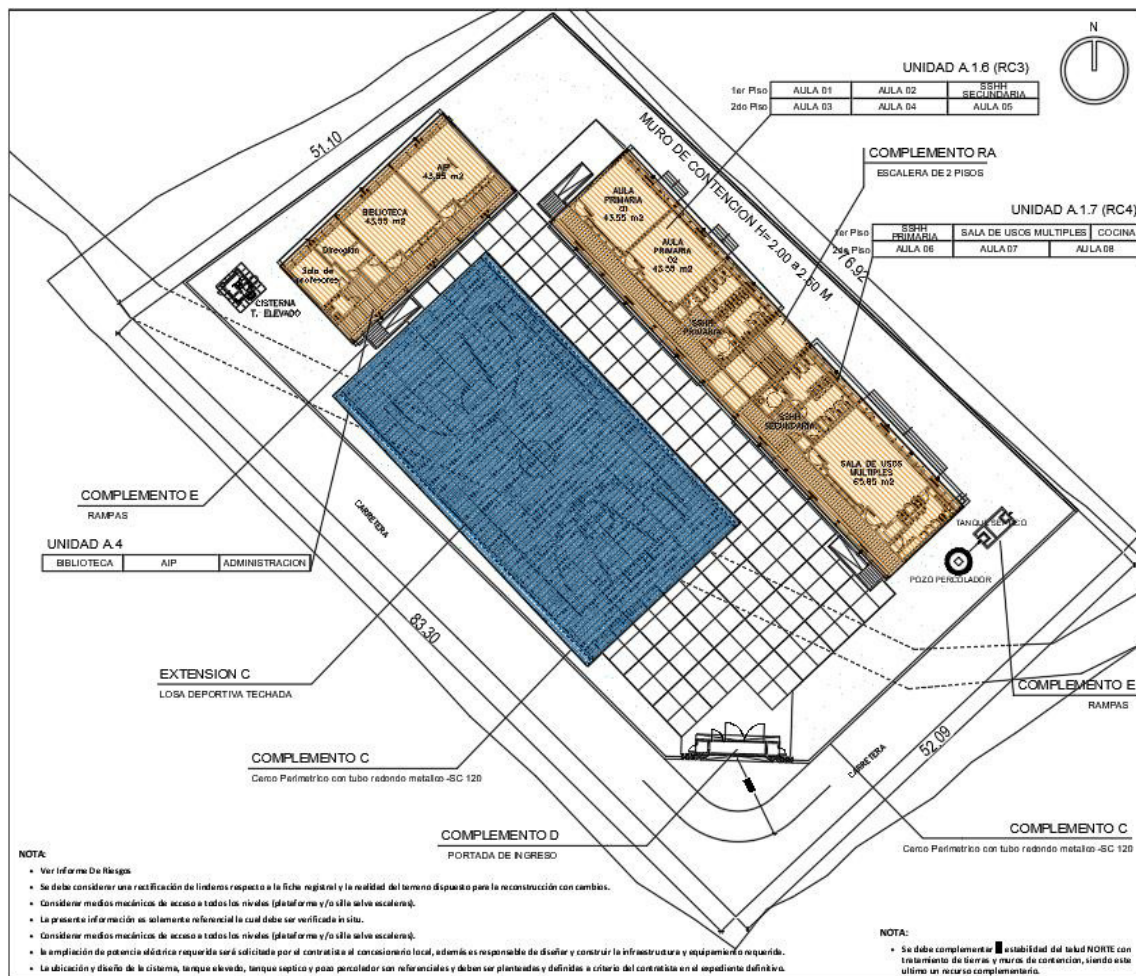 N
UNIDAD A.1.6 (RC3)
1er Piso AULA 01 AULA 02 SSHH SECUNDARIA
2do Piso AULA 03 AULA 04 AULA 05
MURO DE CONTENCION H= 2.00 a 2.60 M
COMPLEMENTO RA
ESCALERA DE 2 PISOS
UNIDAD A.1.7 (RC4)
1er Piso SSHH PRIMARIA SALA DE USOS MULTIPLES COCINA
2do Piso AULA 06 AULA 07 AULA 08
51.10
76.92
AIP
43.55 m2
BIBLIOTECA
43.55 m2
Dirección
Sala de
profesores
CISTERNA
T. ELEVADO
AULA
PRIMARIA
01
43.55 m2
AULA
PRIMARIA
02
43.55 m2
SSHH
PRIMARIA
SSHH
SECUNDARIA
SALA DE USOS
MULTIPLES
65.85 m2
TANQUE SEPTICO
POZO PERCOLADOR
COMPLEMENTO E
RAMPAS
UNIDAD A.4
BIBLIOTECA AIP ADMINISTRACION
CARRETERA
83.30
EXTENSION C
LOSA DEPORTIVA TECHADA
COMPLEMENTO E
RAMPAS
COMPLEMENTO C
Cerco Perimetrico con tubo redondo metalico -SC 120
52.09
CARRETERA
COMPLEMENTO D
PORTADA DE INGRESO
COMPLEMENTO C
Cerco Perimetrico con tubo redondo metalico -SC 120
NOTA:
• Ver Informe De Riesgos
• Se debe considerar una rectificación de linderos respecto a la ficha registral y la realidad del terreno dispuesto para la reconstrucción con cambios.
• Considerar medios mecánicos de acceso a todos los niveles (plataforma y/o silla salva escaleras).
• La presente información es solamente referencial la cual debe ser verificada in situ.
• Considerar medios mecánicos de acceso a todos los niveles (plataforma y/o silla salva escaleras).
• la ampliación de potencia eléctrica requerida será solicitada por el contratista al concesionario local, además es responsable de diseñar y construir la infraestructura y equipamiento requerido.
• La ubicación y diseño de la cisterna, tanque elevado, tanque septico y pozo percolador son referenciales y deben ser planteadas y definidas a criterio del contratista en el expediente definitivo.
NOTA:
• Se debe complementar estabilidad del talud NORTE con
tratamiento de tierras y muros de contencion, siendo este
ultimo un recurso complementario.